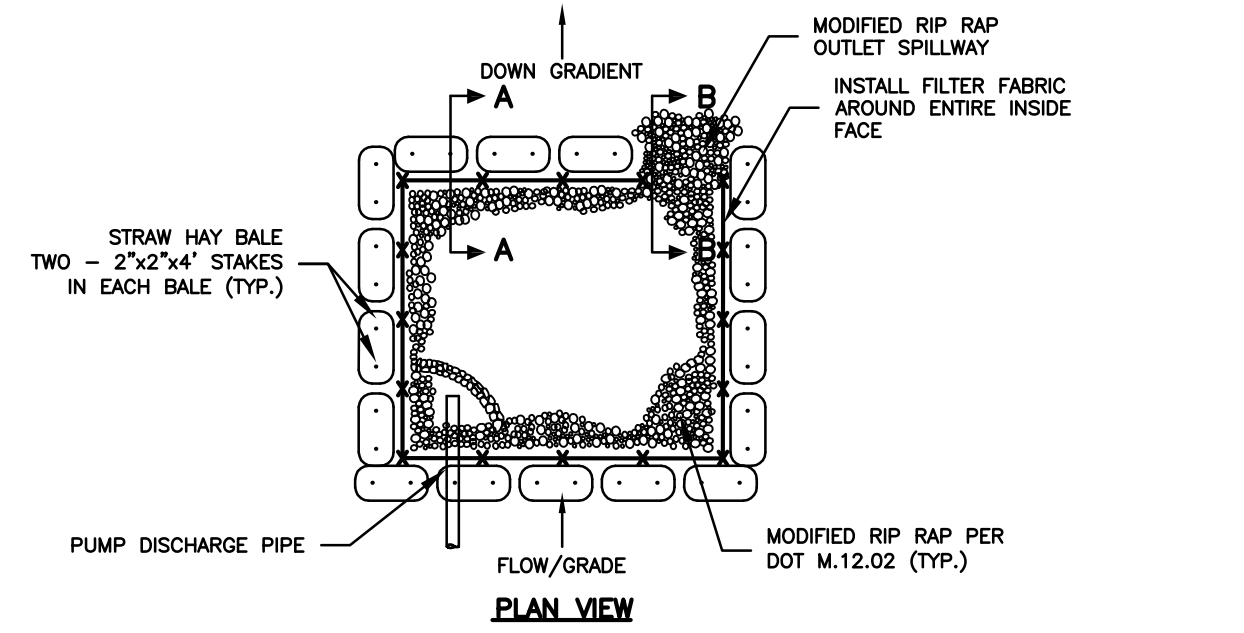 MODIFIED RIP RAP
OUTLET SPILLWAY
DOWN GRADIENT
A
B
INSTALL FILTER FABRIC
AROUND ENTIRE INSIDE
FACE
STRAW HAY BALE
TWO – 2"x2"x4' STAKES
IN EACH BALE (TYP.)
A
B
PUMP DISCHARGE PIPE
FLOW/GRADE
MODIFIED RIP RAP PER
DOT M.12.02 (TYP.)
PLAN VIEW